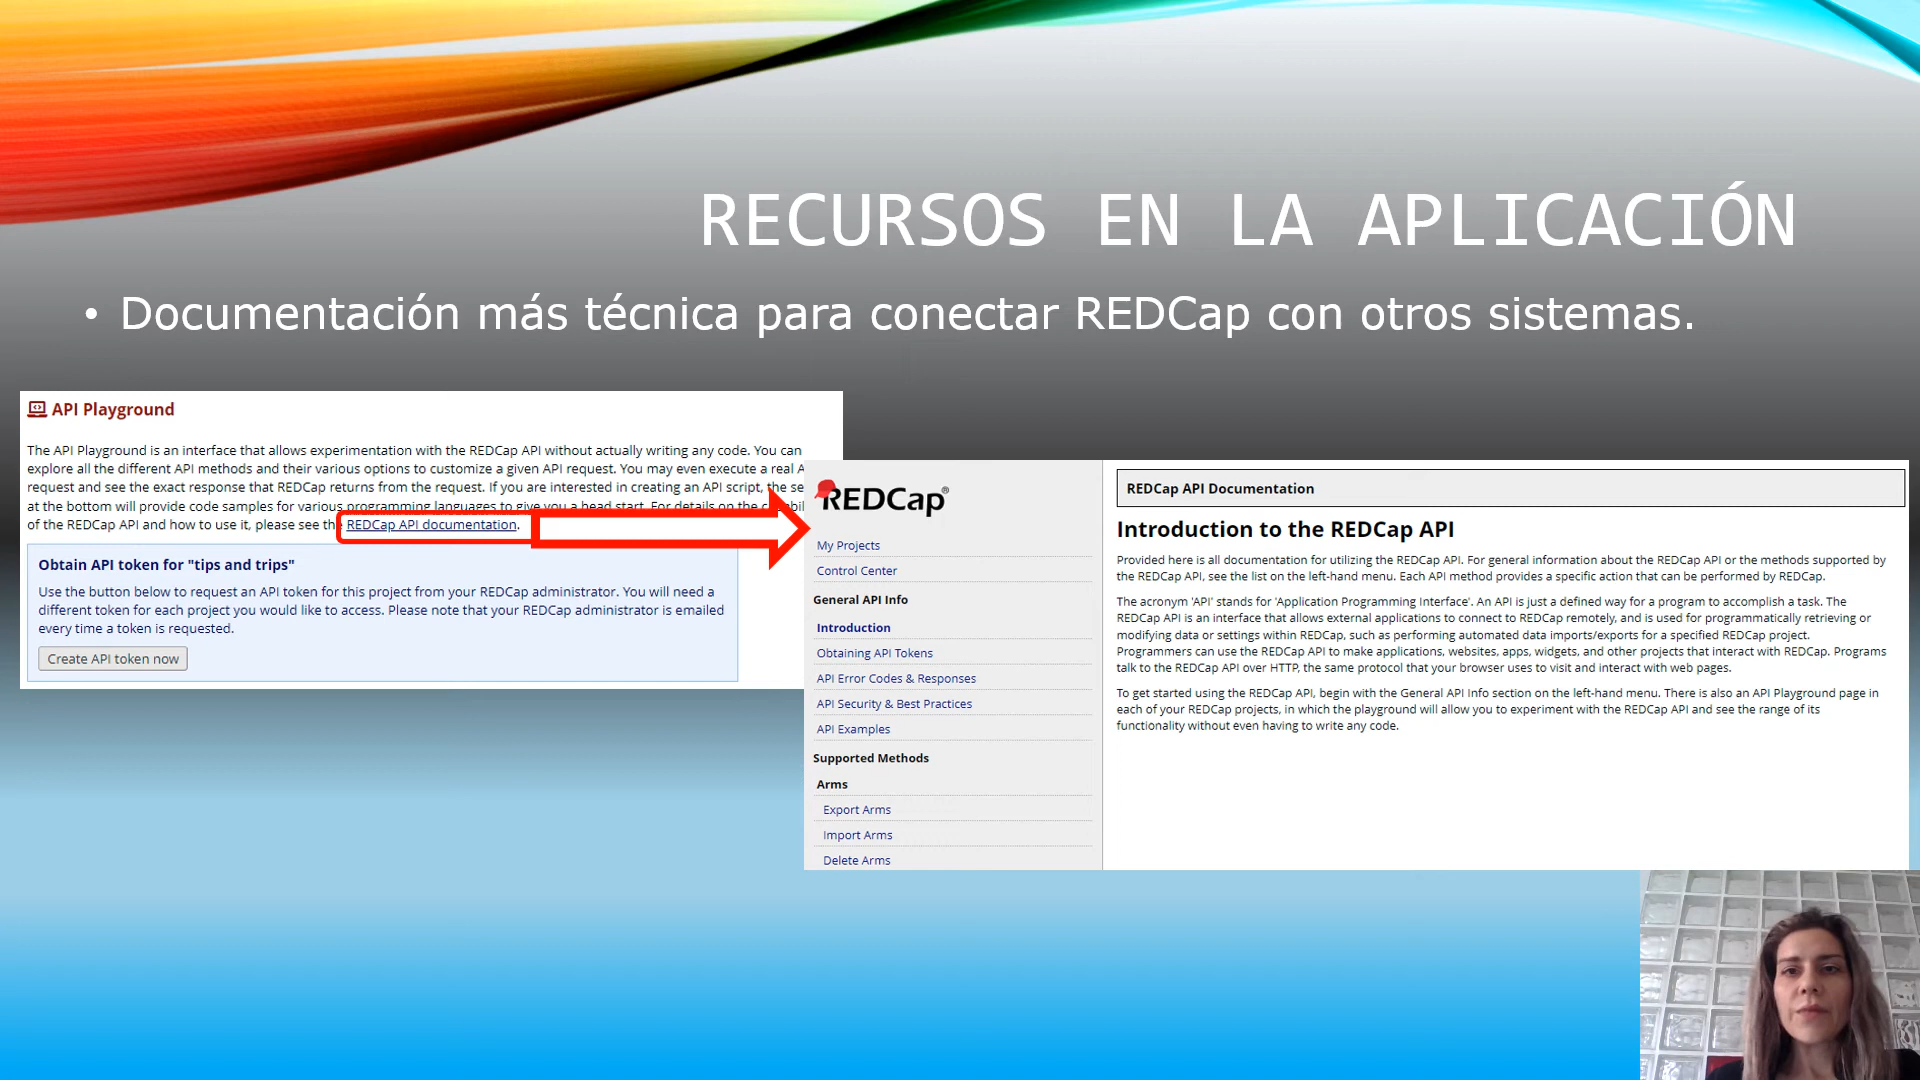 RECURSOS EN LA APLICACIÓN
• Documentación más técnica para conectar REDCap con otros sistemas.
API Playground
The API Playground is an interface that allows experimentation with the REDCap API without actually writing any code. You can
explore all the different API methods and their various options to customize a given API request. You may even execute a real
request and see the exact response that REDCap returns from the request. If you are interested in creating an API script, the
at the bottom will provide code samples for various programming languages to give you a head start. For details on the
of the REDCap API and how to use it, please see the REDCap API documentation.
Obtain API token for "tips and trips"
Use the button below to request an API token for this project from your REDCap administrator. You will need a
different token for each project you would like to access. Please note that your REDCap administrator is emailed
every time a token is requested.
Create API token now
REDCap®
My Projects
Control Center
General API Info
Introduction
Obtaining API Tokens
API Error Codes & Responses
API Security & Best Practices
API Examples
Supported Methods
Arms
Export Arms
Import Arms
Delete Arms
REDCap API Documentation
Introduction to the REDCap API
Provided here is all documentation for utilizing the REDCap API. For general information about the REDCap API or the methods supported by
the REDCap API, see the list on the left-hand menu. Each API method provides a specific action that can be performed by REDCap.
The acronym 'API' stands for 'Application Programming Interface'. An API is just a defined way for a program to accomplish a task. The
REDCap API is an interface that allows external applications to connect to REDCap remotely, and is used for programmatically retrieving or
modifying data or settings within REDCap, such as performing automated data imports/exports for a specified REDCap project.
Programmers can use the REDCap API to make applications, websites, apps, widgets, and other projects that interact with REDCap. Programs
talk to the REDCap API over HTTP, the same protocol that your browser uses to visit and interact with web pages.
To get started using the REDCap API, begin with the General API Info section on the left-hand menu. There is also an API Playground page in
each of your REDCap projects, in which the playground will allow you to experiment with the REDCap API and see the range of its
functionality without even having to write any code.